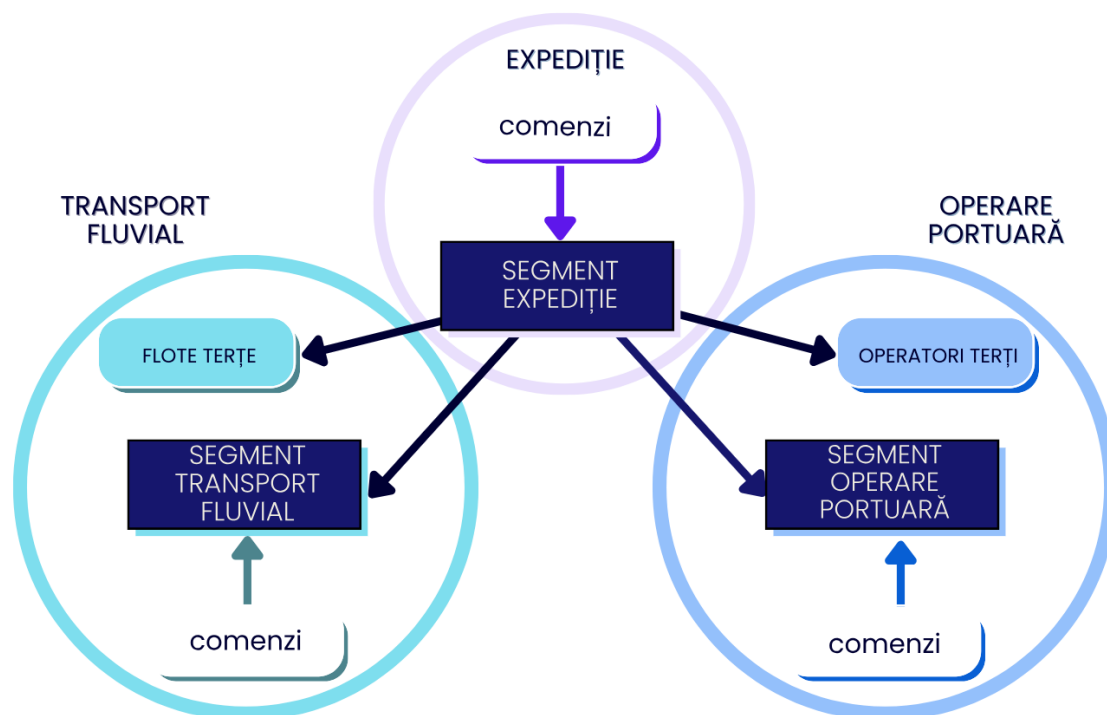 EXPEDIȚIE
comenzi
SEGMENT
EXPEDIȚIE
TRANSPORT
FLUVIAL
FLOTE TERȚE
SEGMENT
TRANSPORT
FLUVIAL
comenzi
OPERARE
PORTUARĂ
OPERATORI TERȚI
SEGMENT
OPERARE
PORTUARĂ
comenzi